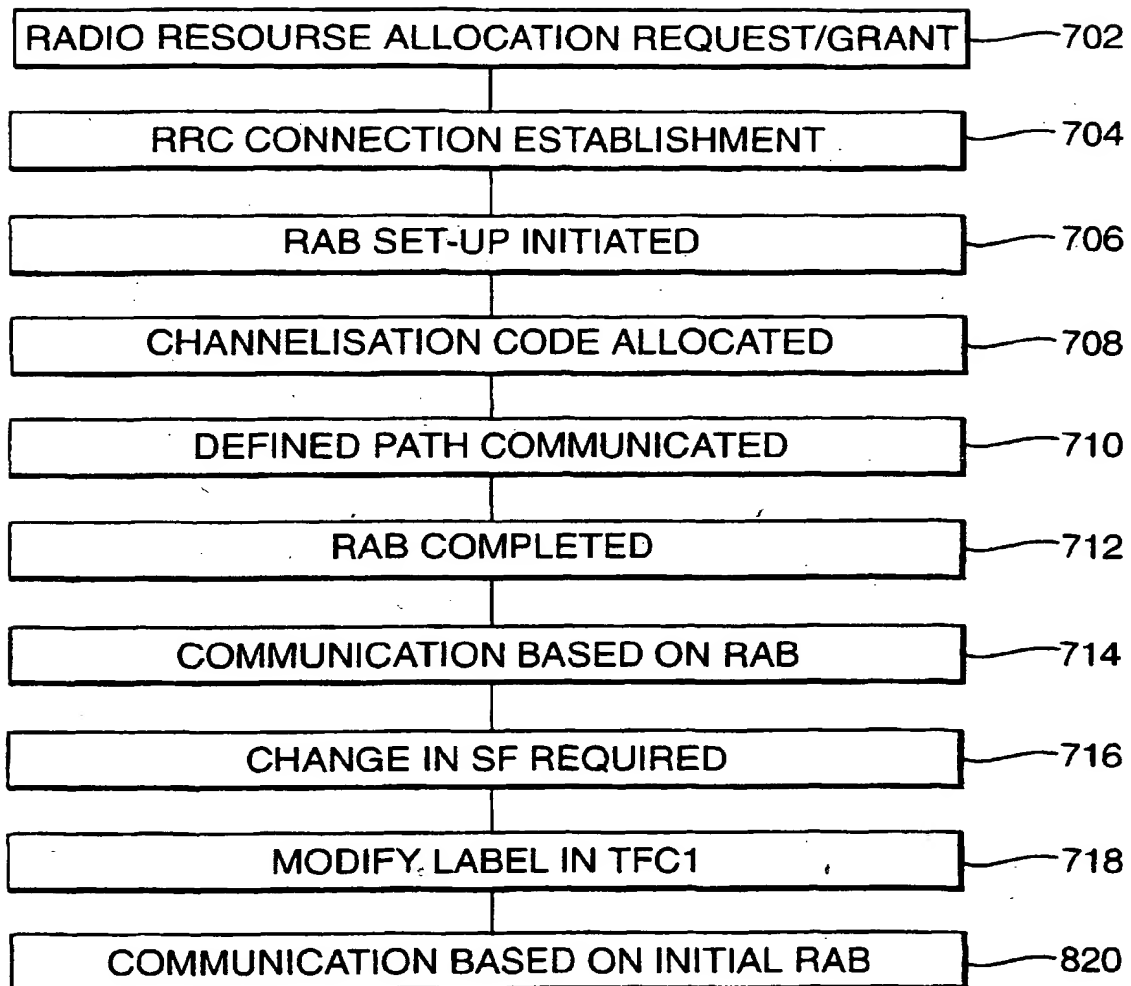 RADIO RESOURSE ALLOCATION REQUEST/GRANT 702
RRC CONNECTION ESTABLISHMENT 704
RAB SET-UP INITIATED 706
CHANNELISATION CODE ALLOCATED 708
DEFINED PATH COMMUNICATED 710
RAB COMPLETED 712
COMMUNICATION BASED ON RAB 714
CHANGE IN SF REQUIRED 716
MODIFY LABEL IN TFC1 718
COMMUNICATION BASED ON INITIAL RAB 820